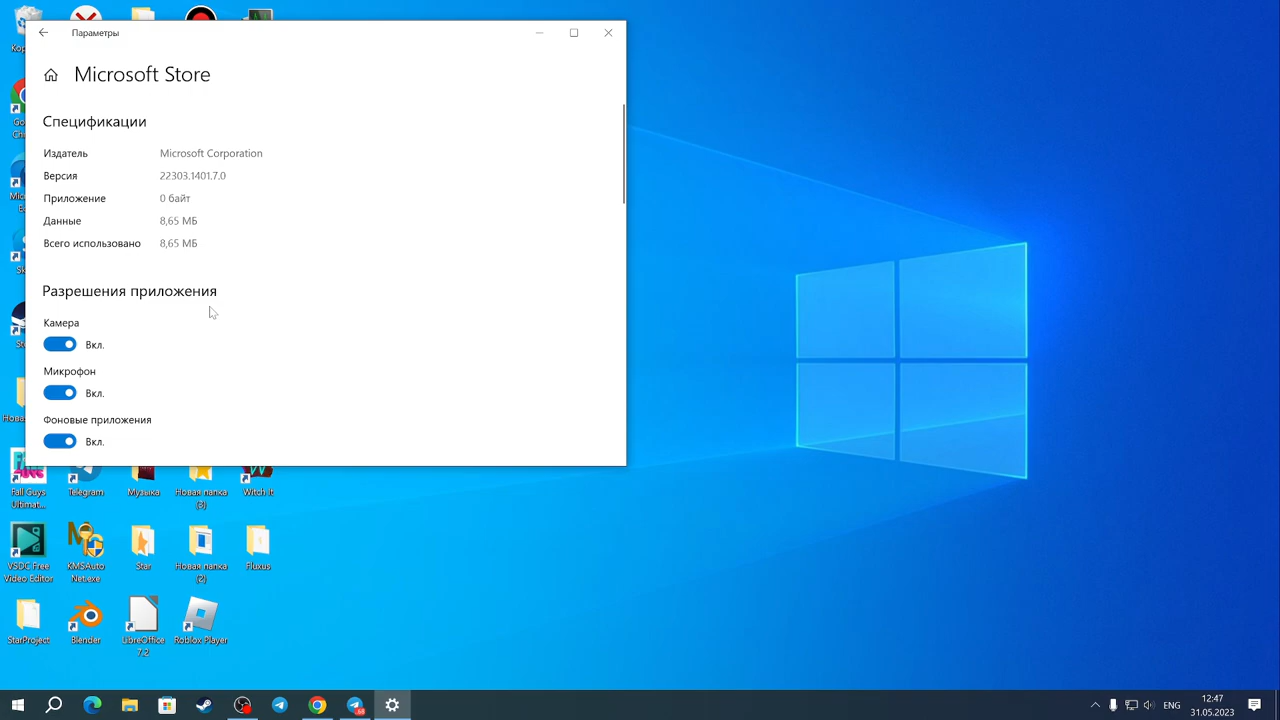 Параметры
Microsoft Store
Спецификации
Издатель Microsoft Corporation
Версия 22303.1401.7.0
Приложение 0 байт
Данные 8,65 МБ
Всего использовано 8,65 МБ
Разрешения приложения
Камера
Вкл.
Микрофон
Вкл.
Фоновые приложения
Вкл.
Fall Guys
Ultimat...
Telegram
Музыка
Новая папка
(3)
Witch It
VSDC Free
Video Editor
KMSAuto
Net.exe
Star
Новая папка
(2)
Fluxus
StarProject
Blender
LibreOffice
7.2
Roblox Player
ENG
12:47
31.05.2023